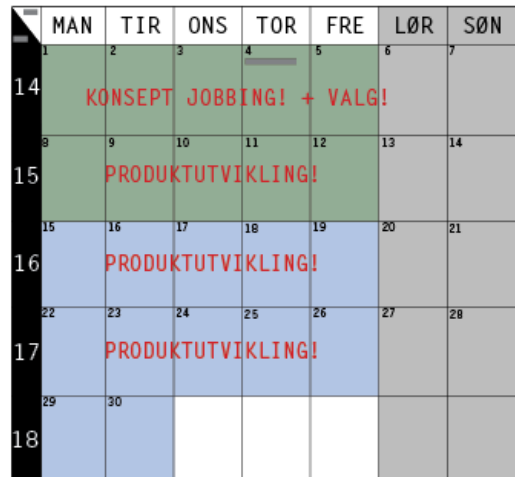 MAN TIR ONS TOR FRE LØR SØN
14 1 2 3 4 5 6 7
KONSEPT JOBBING! + VALG!
15 8 9 10 11 12 13 14
PRODUKTUTVIKLING!
16 15 16 17 18 19 20 21
PRODUKTUTVIKLING!
17 22 23 24 25 26 27 28
PRODUKTUTVIKLING!
18 29 30